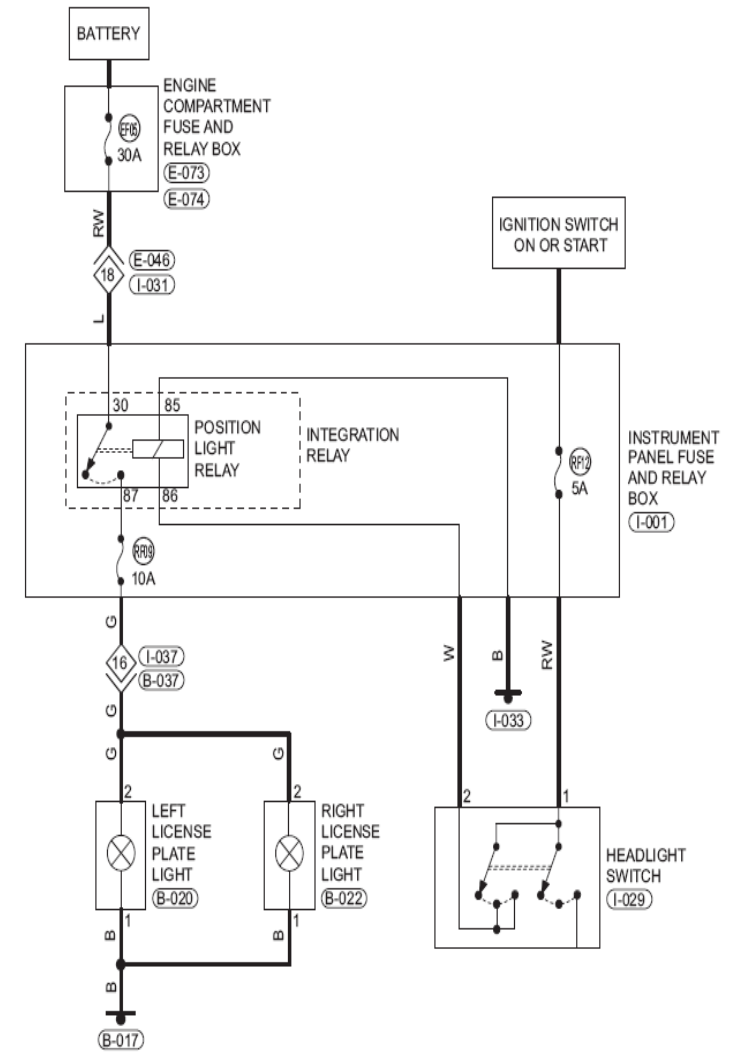 BATTERY
ENGINE
COMPARTMENT
FUSE AND
RELAY BOX
EF05
30A
E-073
E-074
RW
IGNITION SWITCH
ON OR START
E-046
18
I-031
L
30
85
POSITION
LIGHT
RELAY
INTEGRATION
RELAY
87
86
RF12
5A
INSTRUMENT
PANEL FUSE
AND RELAY
BOX
I-001
RF09
10A
G
16
I-037
B-037
G
W
B
RW
I-033
G
G
2
LEFT
LICENSE
PLATE
LIGHT
B-020
1
2
RIGHT
LICENSE
PLATE
LIGHT
B-022
1
2
1
HEADLIGHT
SWITCH
I-029
B
B
B
B-017